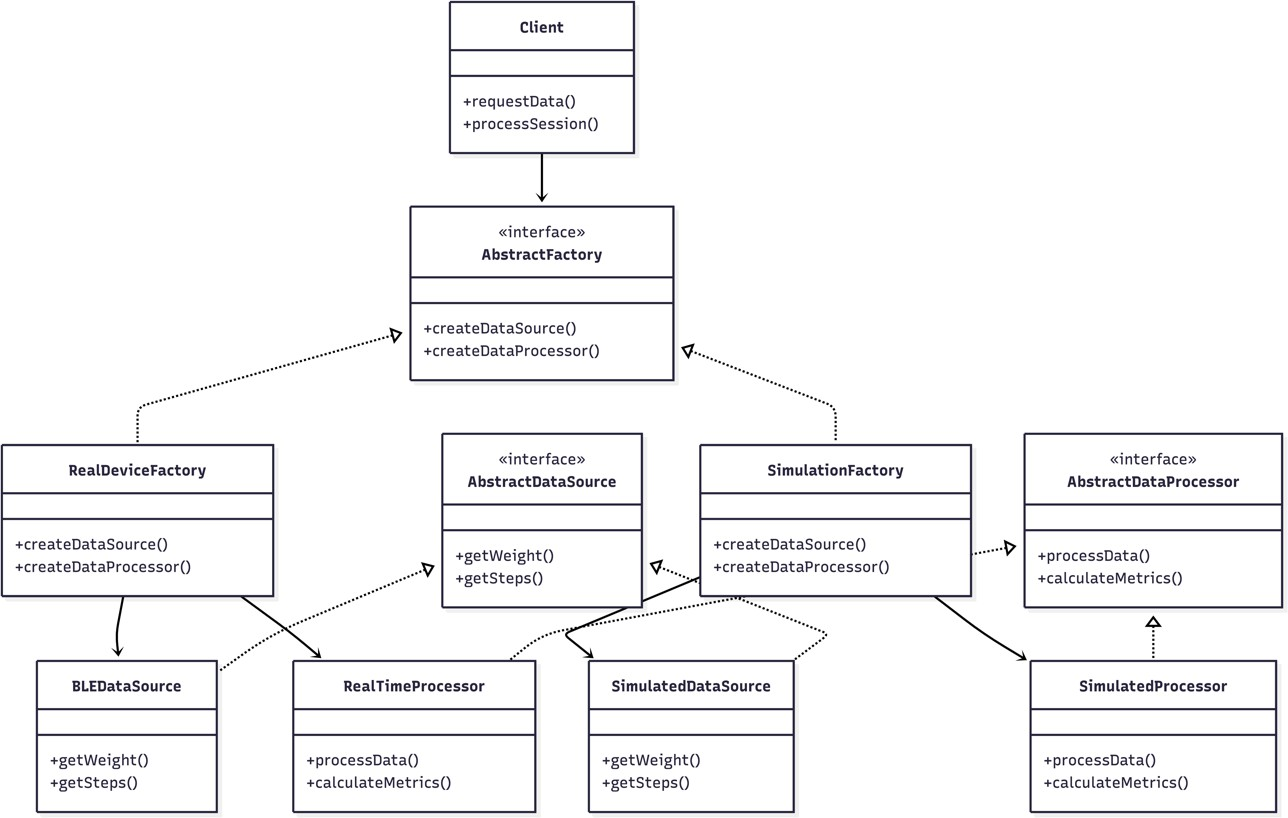 Client
+requestData()
+processSession()
«interface»
AbstractFactory
+createDataSource()
+createDataProcessor()
RealDeviceFactory
+createDataSource()
+createDataProcessor()
«interface»
AbstractDataSource
+getWeight()
+getSteps()
SimulationFactory
+createDataSource()
+createDataProcessor()
«interface»
AbstractDataProcessor
+processData()
+calculateMetrics()
BLEDataSource
+getWeight()
+getSteps()
RealTimeProcessor
+processData()
+calculateMetrics()
SimulatedDataSource
+getWeight()
+getSteps()
SimulatedProcessor
+processData()
+calculateMetrics()